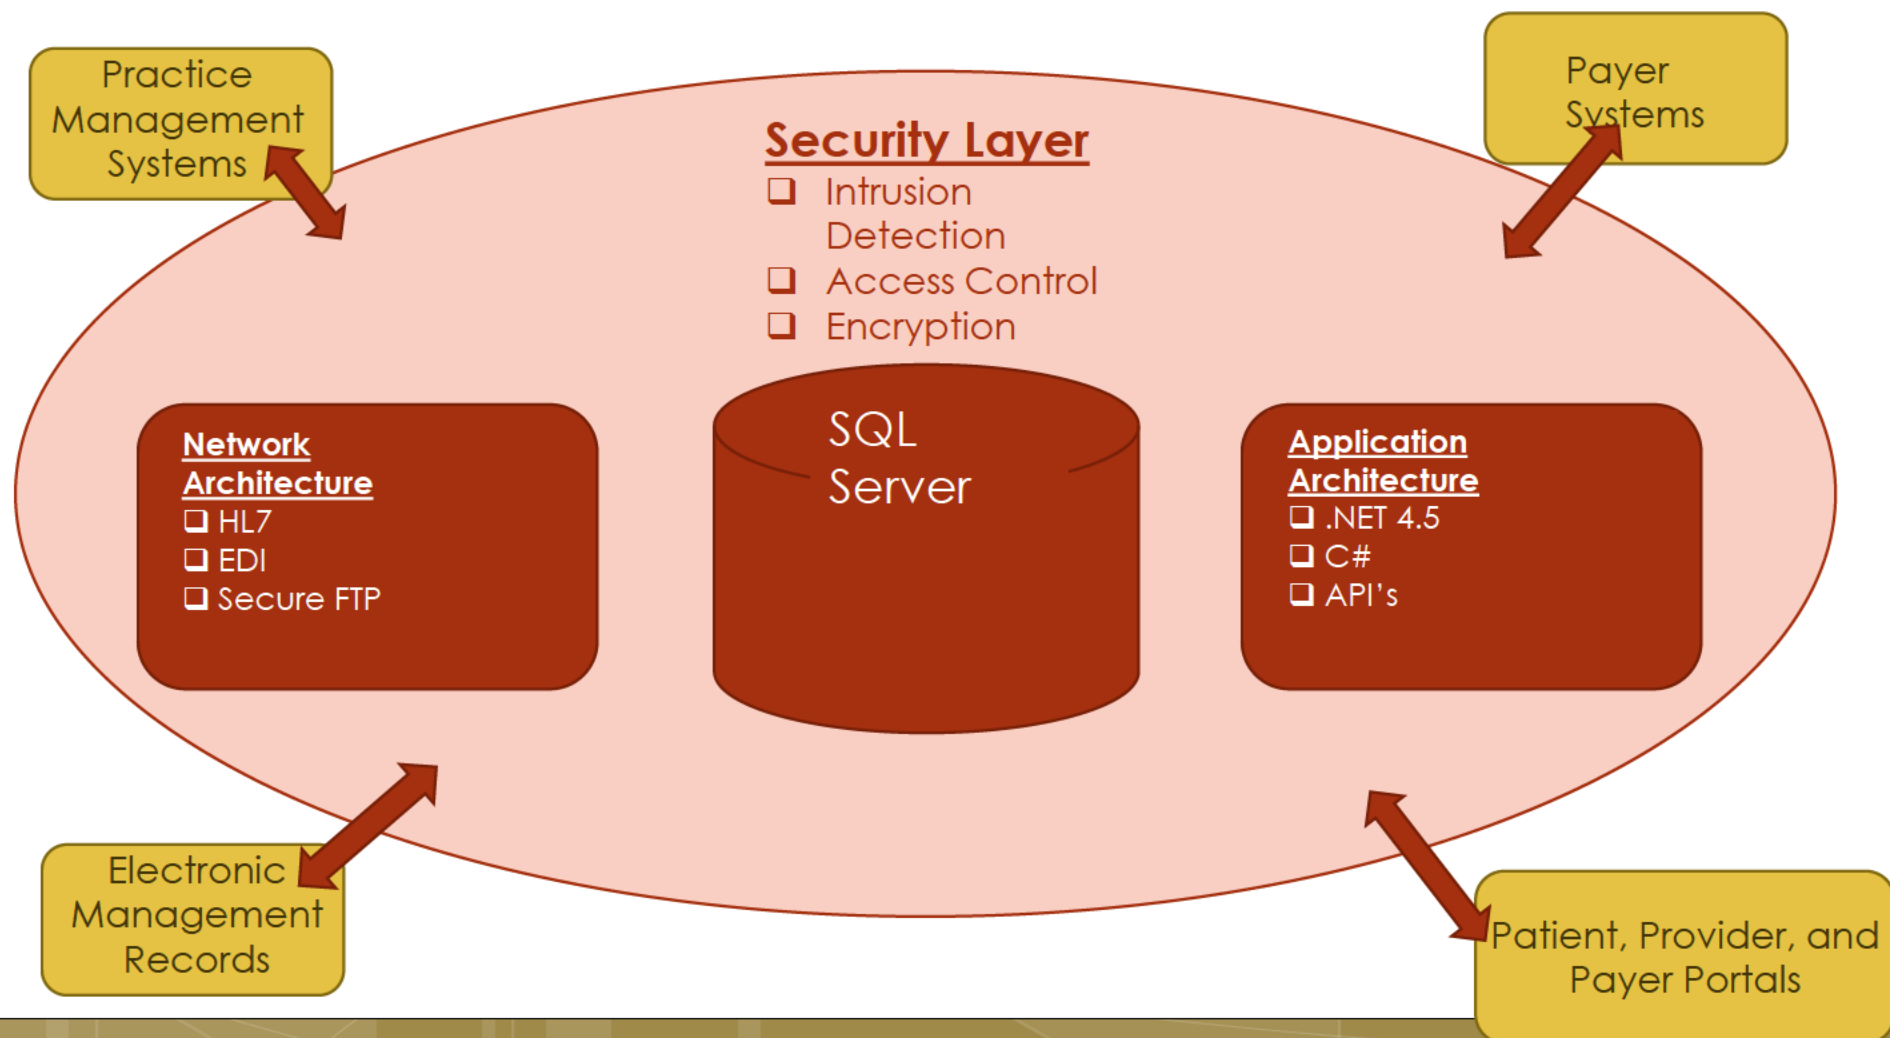 Practice
Management
Systems
Payer
Systems
Security Layer
Intrusion
Detection
Access Control
Encryption
Network
Architecture
HL7
EDI
Secure FTP
SQL
Server
Application
Architecture
.NET 4.5
C#
API's
Electronic
Management
Records
Patient, Provider, and
Payer Portals